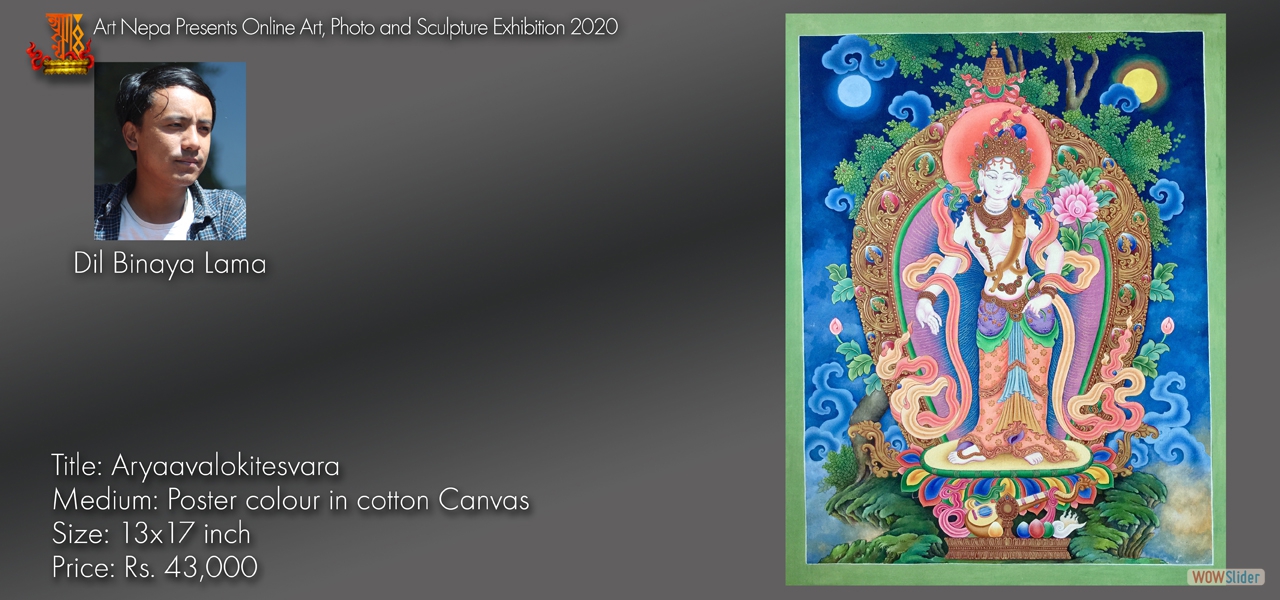 Art Nepa Presents Online Art, Photo and Sculpture Exhibition 2020
Dil Binaya Lama
Title: Aryaavalokitesvara
Medium: Poster colour in cotton Canvas
Size: 13x17 inch
Price: Rs. 43,000
WOWSlider